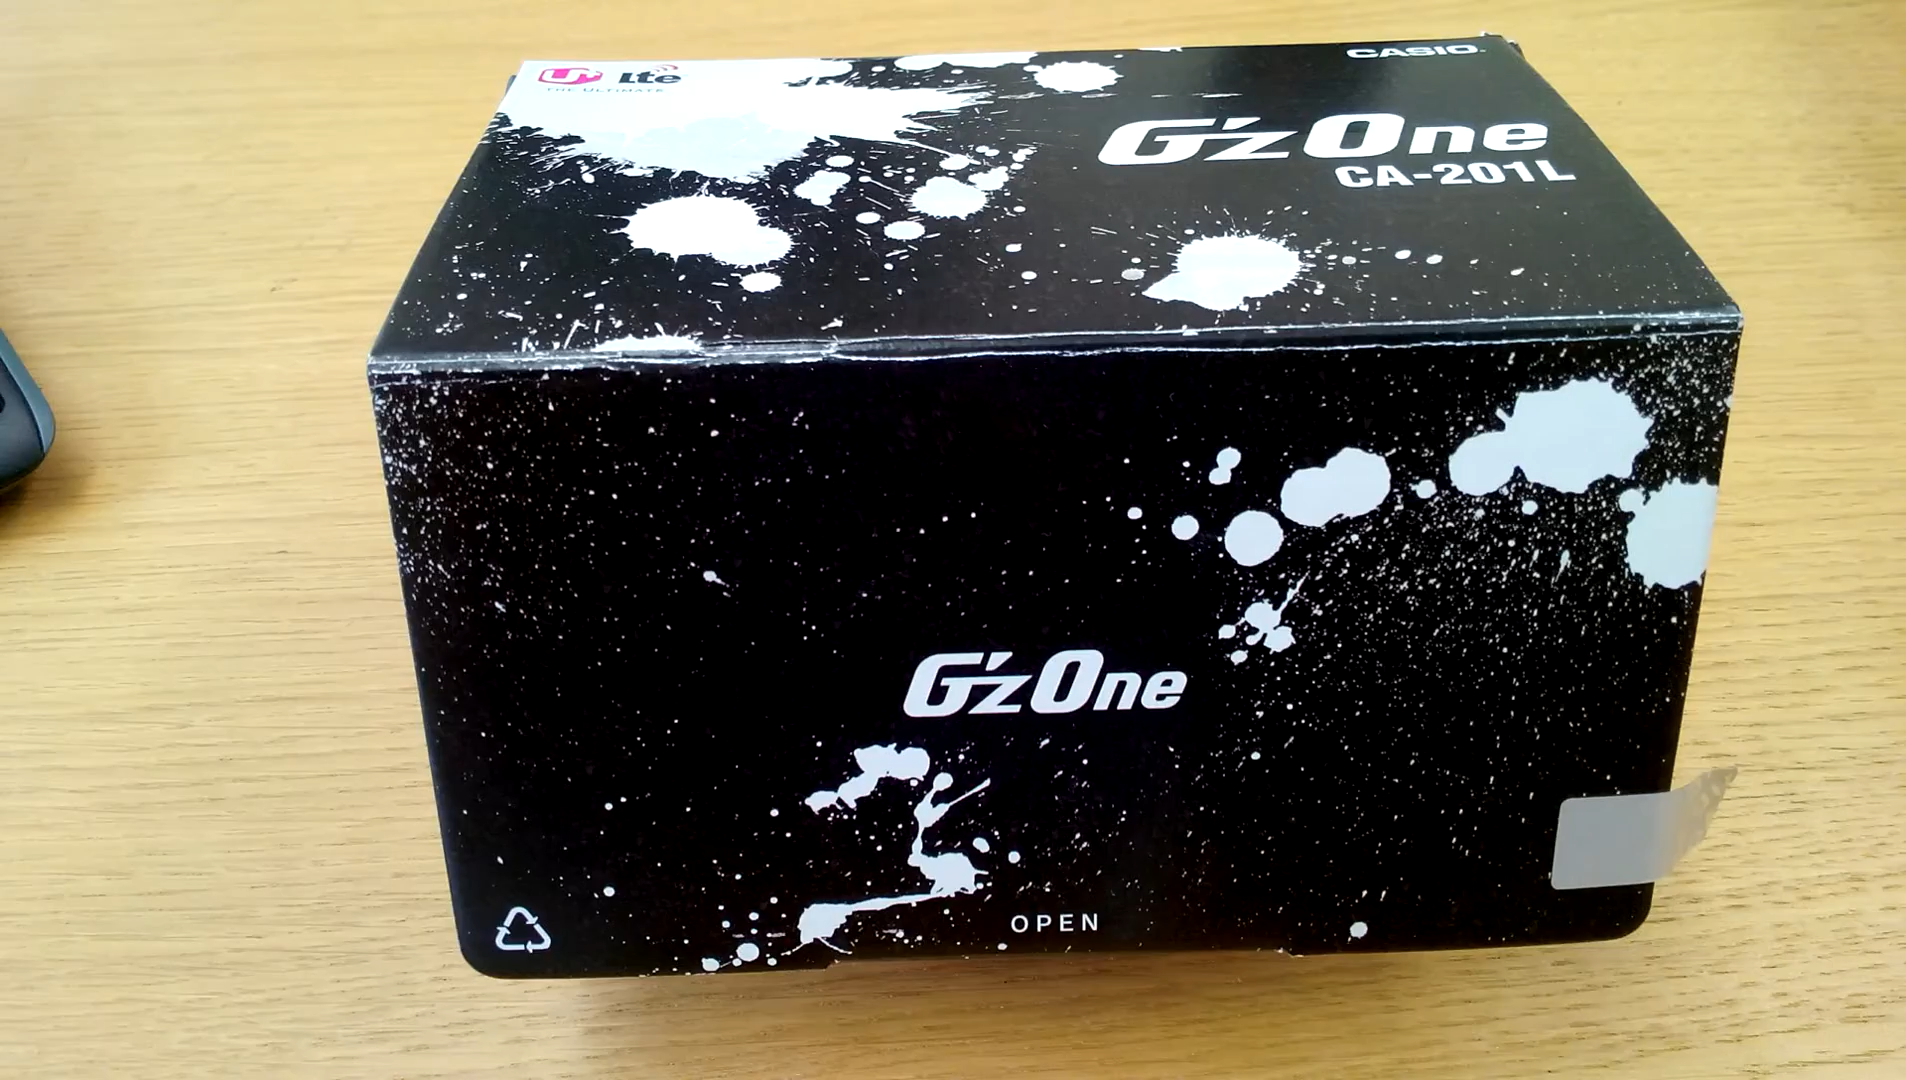 U+ Lte
THE ULTIMATE
CASIO
G'zOne
CA-201L
G'zOne
OPEN